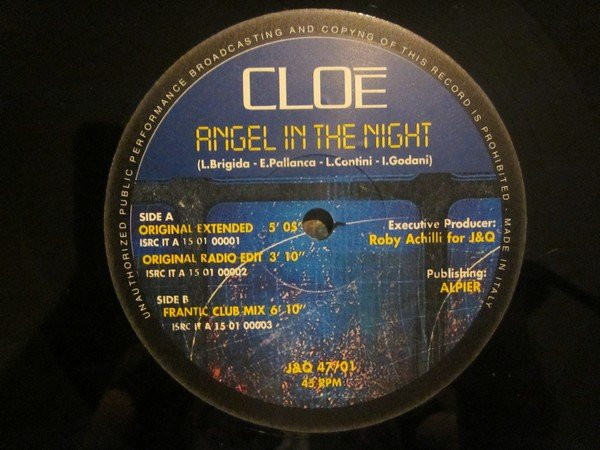 UNAUTHORIZED PUBLIC PERFORMANCE BROADCASTING AND COPYNG OF THIS RECORD IS PROHIBITED - MADE IN ITALY
CLOĒ
ANGEL IN THE NIGHT
(L.Brigida - E.Pallanca - L.Contini - I.Godani)
SIDE A
ORIGINAL EXTENDED 5' 05"
ISRC IT A 15 01 00001
ORIGINAL RADIO EDIT 3' 10"
ISRC IT A 15 01 00002
SIDE B
FRANTIC CLUB MIX 6' 10"
ISRC IT A 15 01 00003
Executive Producer:
Roby Achilli for J&Q
Publishing:
ALPIER
J&Q 47/01
45 RPM